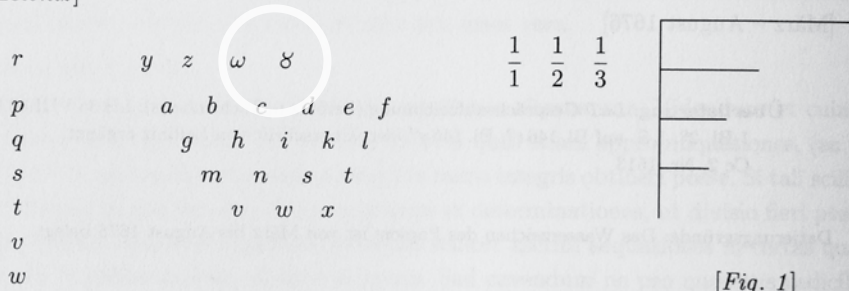 r y z ω ȣ 1/1 1/2 1/3
p a b c d e f
q g h i k l
s m n s t
t v w x
v
w [Fig. 1]